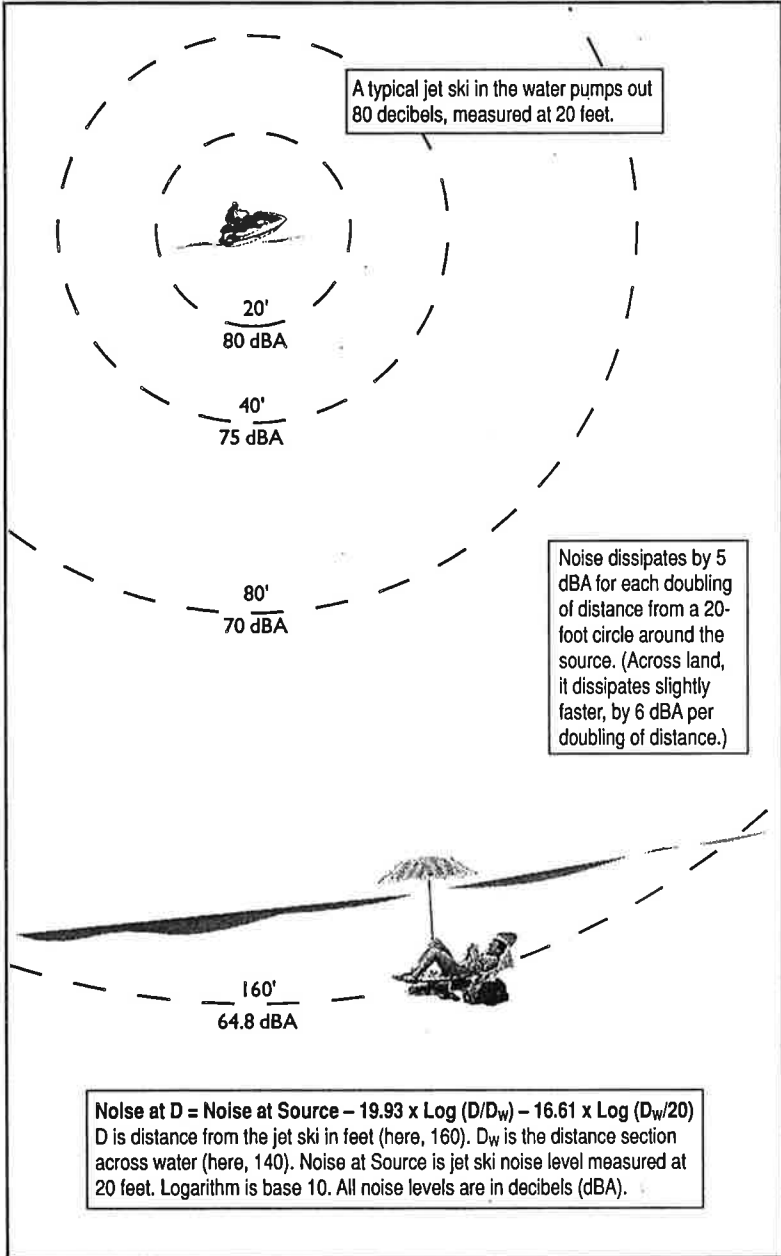 A typical jet ski in the water pumps out
80 decibels, measured at 20 feet.
20'
80 dBA
40'
75 dBA
80'
70 dBA
Noise dissipates by 5
dBA for each doubling
of distance from a 20-
foot circle around the
source. (Across land,
it dissipates slightly
faster, by 6 dBA per
doubling of distance.)
160'
64.8 dBA
Noise at D = Noise at Source – 19.93 x Log (D/Dw) – 16.61 x Log (Dw/20)
D is distance from the jet ski in feet (here, 160). Dw is the distance section
across water (here, 140). Noise at Source is jet ski noise level measured at
20 feet. Logarithm is base 10. All noise levels are in decibels (dBA).